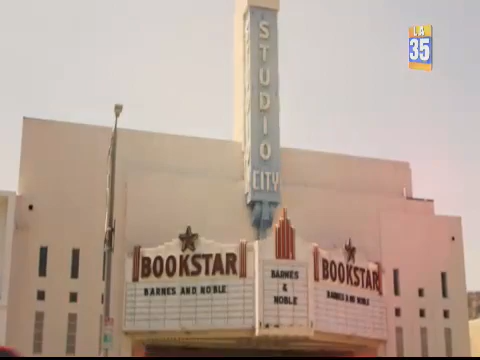 LA
35
STUDIO
CITY
BOOKSTAR
BARNES AND NOBLE
BARNES
&
NOBLE
BOOKSTAR
BARNES AND NOBLE